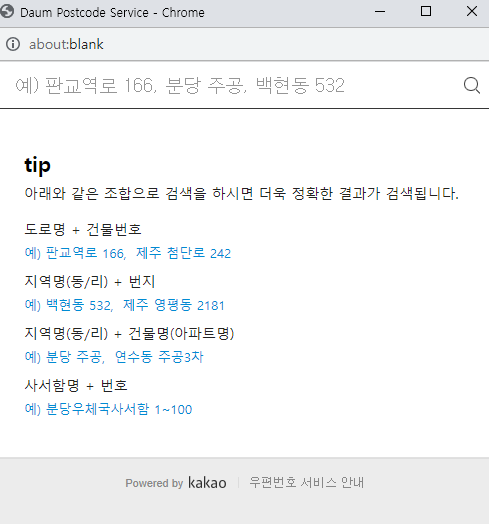 Daum Postcode Service - Chrome
about:blank
예) 판교역로 166, 분당 주공, 백현동 532
tip
아래와 같은 조합으로 검색을 하시면 더욱 정확한 결과가 검색됩니다.
도로명 + 건물번호
예) 판교역로 166, 제주 첨단로 242
지역명(동/리) + 번지
예) 백현동 532, 제주 영평동 2181
지역명(동/리) + 건물명(아파트명)
예) 분당 주공, 연수동 주공3차
사서함명 + 번호
예) 분당우체국사서함 1~100
Powered by kakao 우편번호 서비스 안내